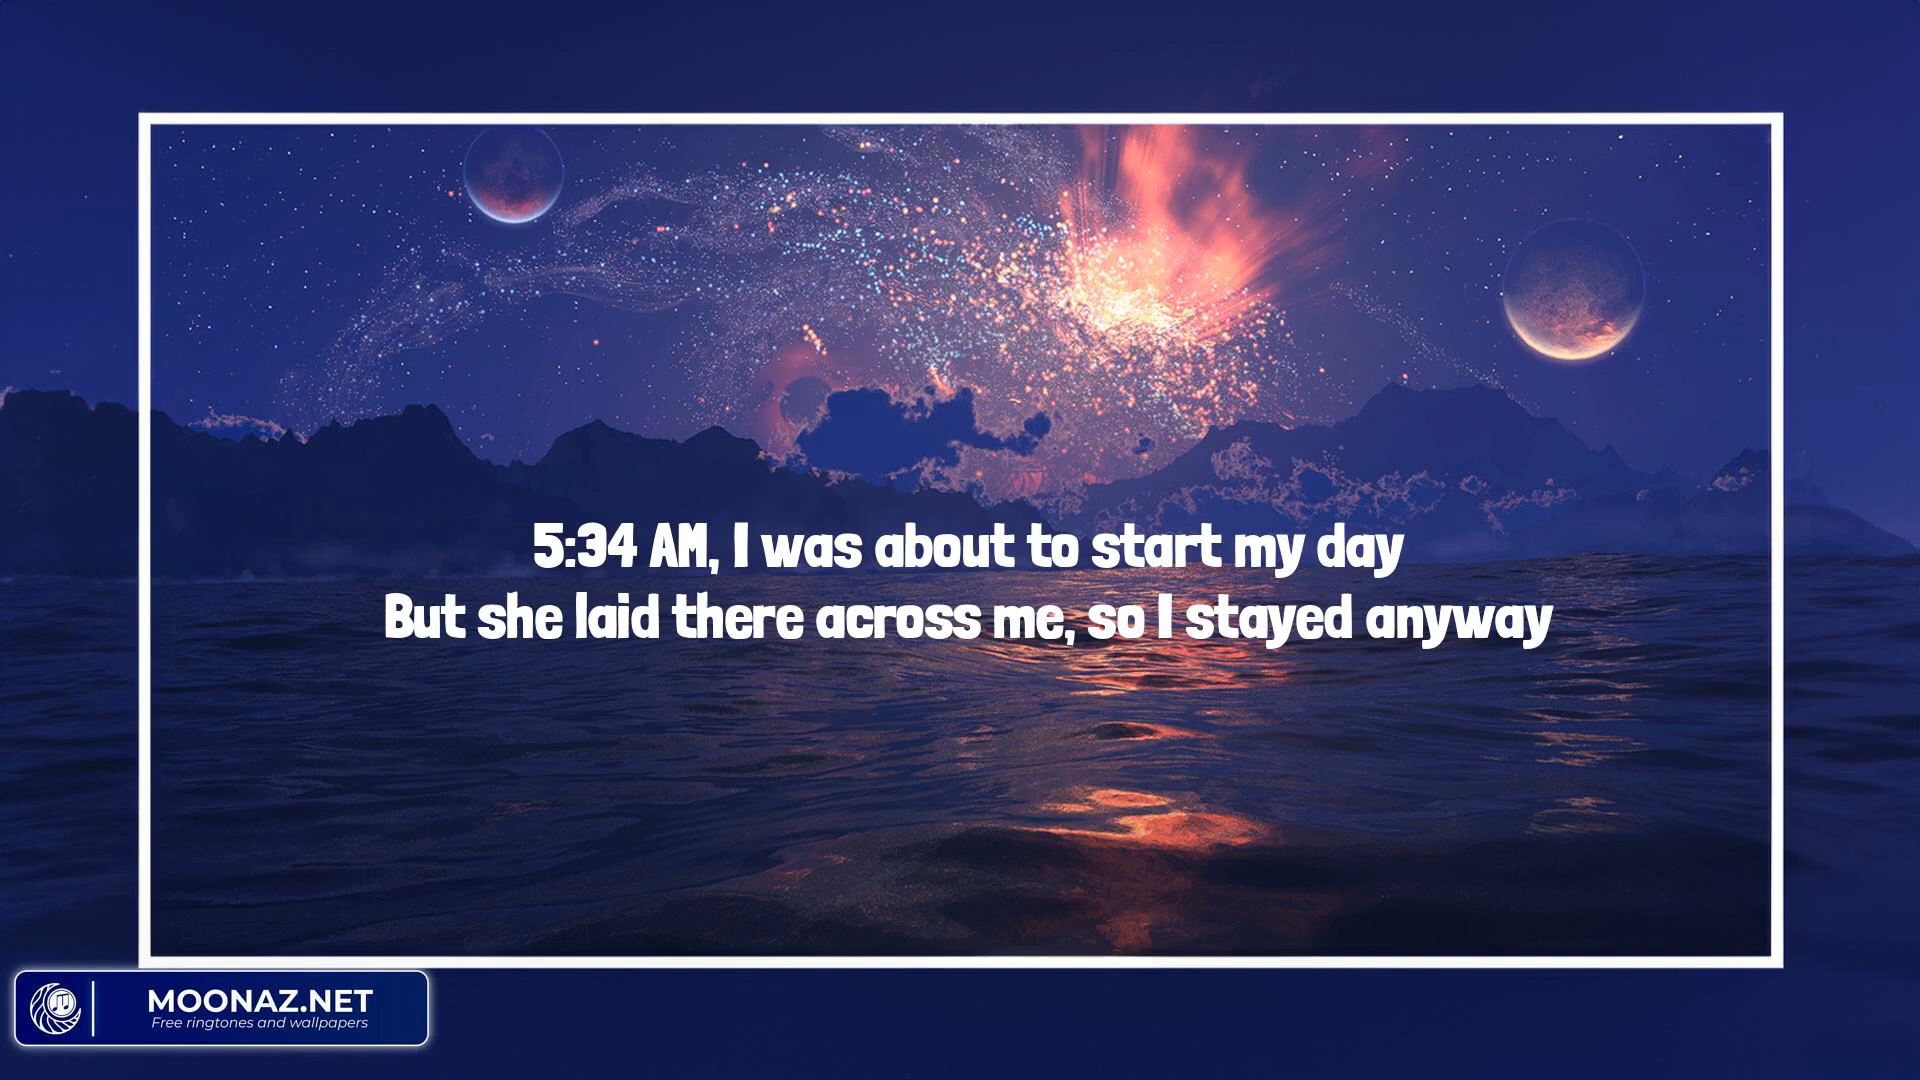 5:34 AM, I was about to start my day
But she laid there across me, so I stayed anyway
MOONAZ.NET
Free ringtones and wallpapers